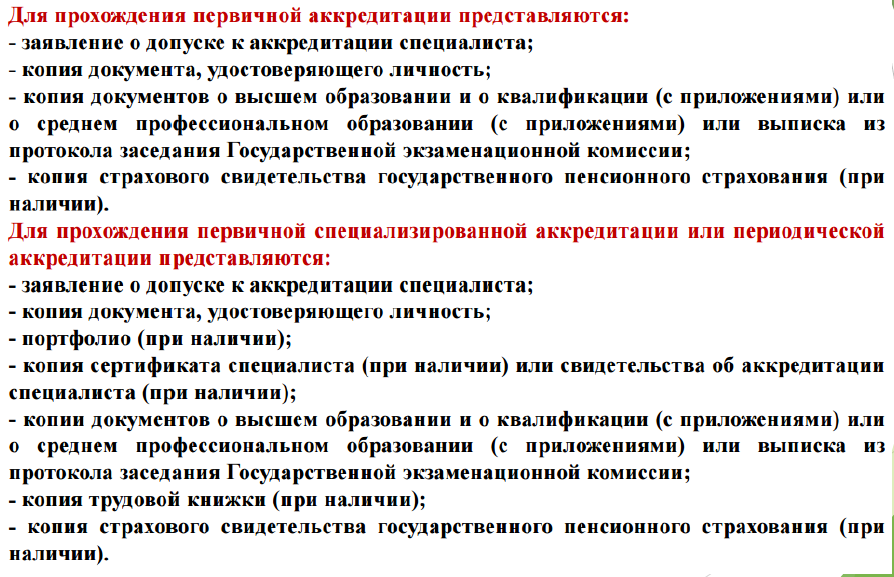 Для прохождения первичной аккредитации представляются:
- заявление о допуске к аккредитации специалиста;
- копия документа, удостоверяющего личность;
- копия документов о высшем образовании и о квалификации (с приложениями) или
о среднем профессиональном образовании (с приложениями) или выписка из
протокола заседания Государственной экзаменационной комиссии;
- копия страхового свидетельства государственного пенсионного страхования (при
наличии).
Для прохождения первичной специализированной аккредитации или периодической
аккредитации представляются:
- заявление о допуске к аккредитации специалиста;
- копия документа, удостоверяющего личность;
- портфолио (при наличии);
- копия сертификата специалиста (при наличии) или свидетельства об аккредитации
специалиста (при наличии);
- копии документов о высшем образовании и о квалификации (с приложениями) или
о среднем профессиональном образовании (с приложениями) или выписка из
протокола заседания Государственной экзаменационной комиссии;
- копия трудовой книжки (при наличии);
- копия страхового свидетельства государственного пенсионного страхования (при
наличии).